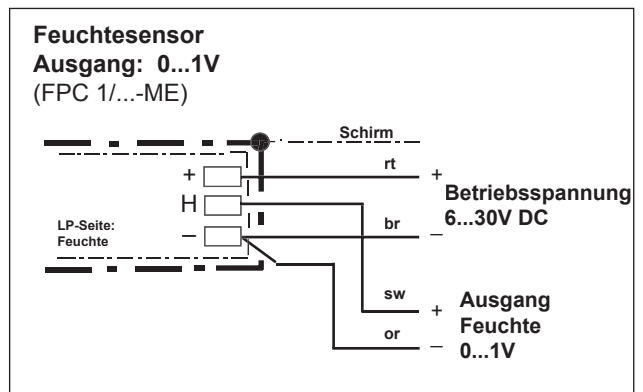 Feuchtesensor
Ausgang: 0...1V
(FPC 1/...-ME)
Schirm
rt
+
+
Betriebsspannung
6...30V DC
H
LP-Seite:
Feuchte
–
br
–
sw
+
Ausgang
Feuchte
0...1V
or
–